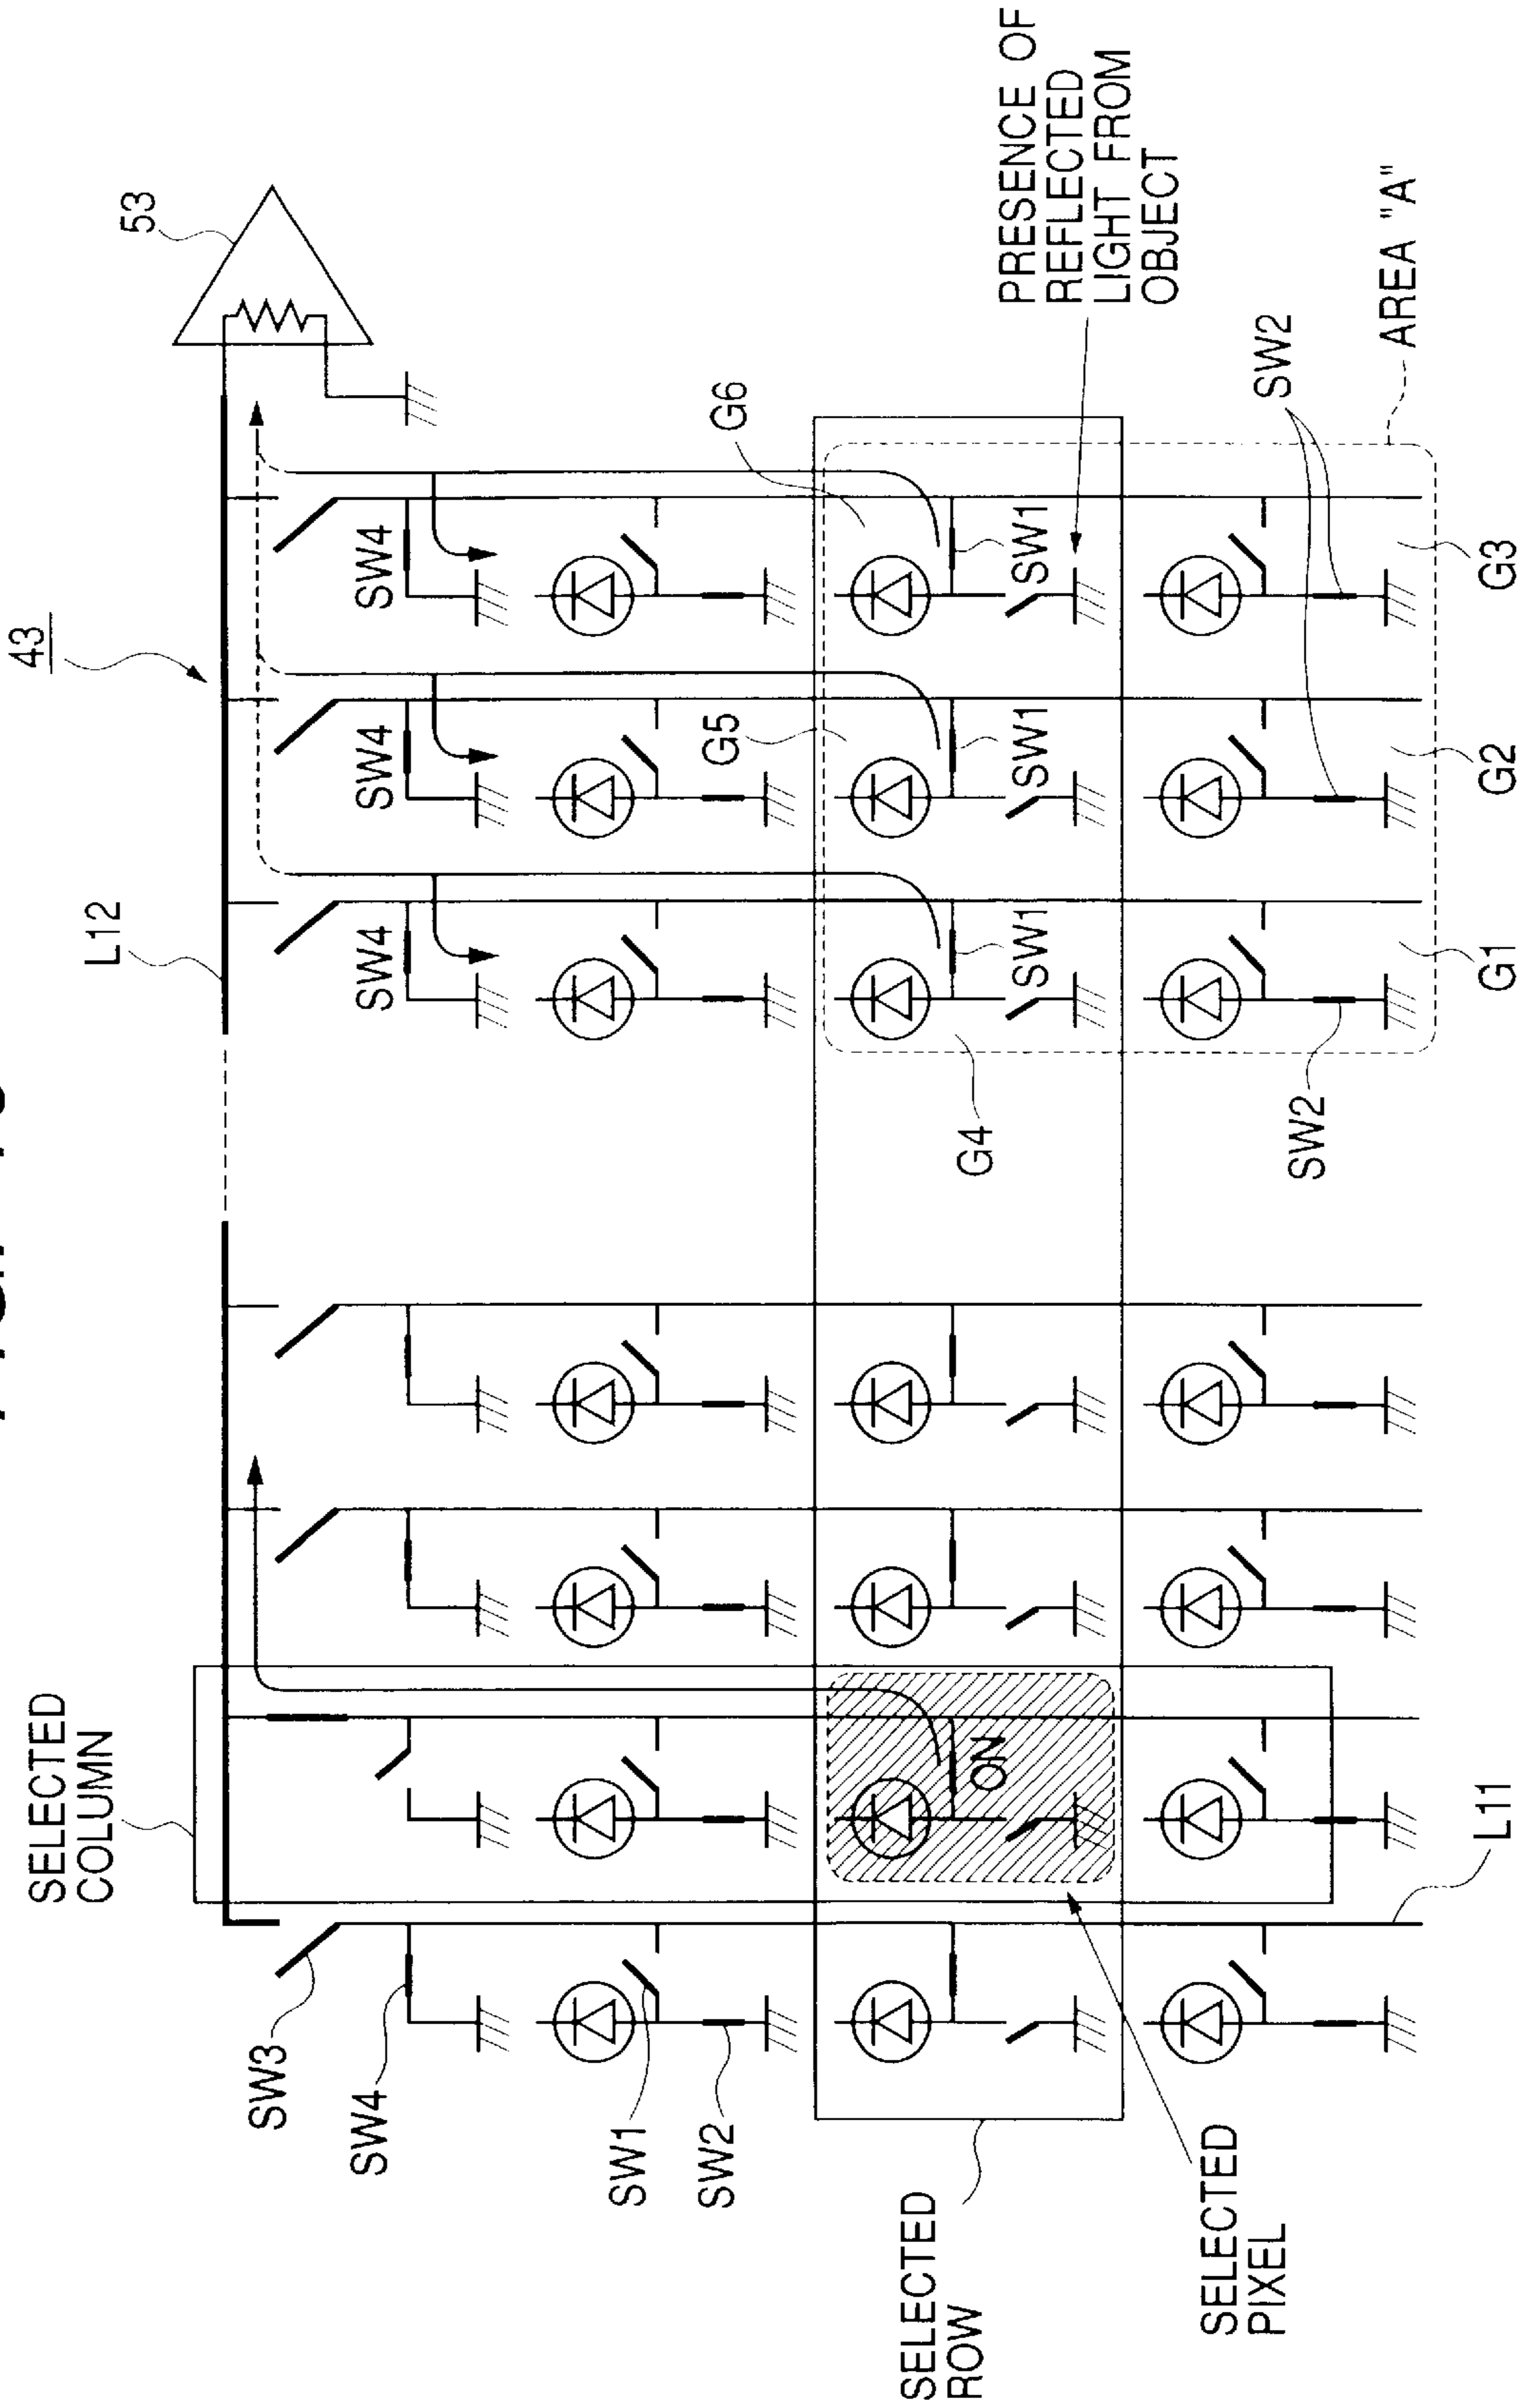 43
SELECTED
COLUMN
L12
53
SW3
SW4
SW4
SW4
SW4
SW1
SW2
G5
G6
SELECTED
ROW
G4
ON
SW1
SW1
SW1
PRESENCE OF
REFLECTED
LIGHT FROM
OBJECT
SELECTED
PIXEL
SW2
SW2
AREA "A"
L11
G1
G2
G3